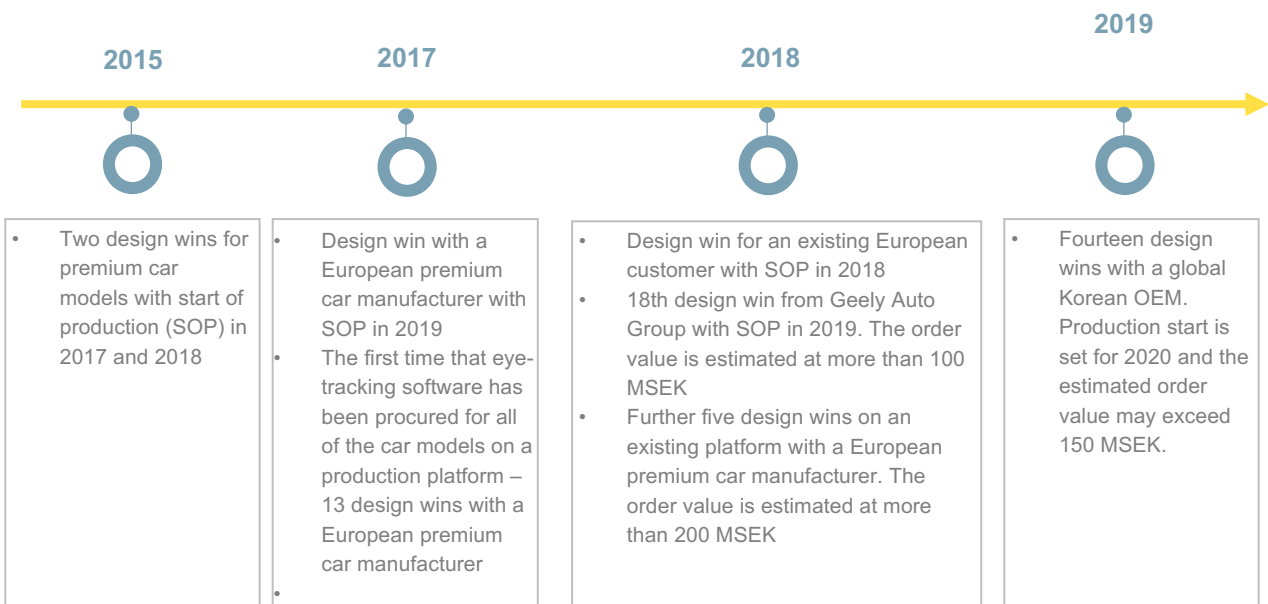 2015
2017
2018
2019
• Two design wins for
premium car
models with start of
production (SOP) in
2017 and 2018
• Design win with a
European premium
car manufacturer with
SOP in 2019
• The first time that eye-
tracking software has
been procured for all
of the car models on a
production platform –
13 design wins with a
European premium
car manufacturer
•
• Design win for an existing European
customer with SOP in 2018
• 18th design win from Geely Auto
Group with SOP in 2019. The order
value is estimated at more than 100
MSEK
• Further five design wins on an
existing platform with a European
premium car manufacturer. The
order value is estimated at more
than 200 MSEK
• Fourteen design
wins with a global
Korean OEM.
Production start is
set for 2020 and the
estimated order
value may exceed
150 MSEK.